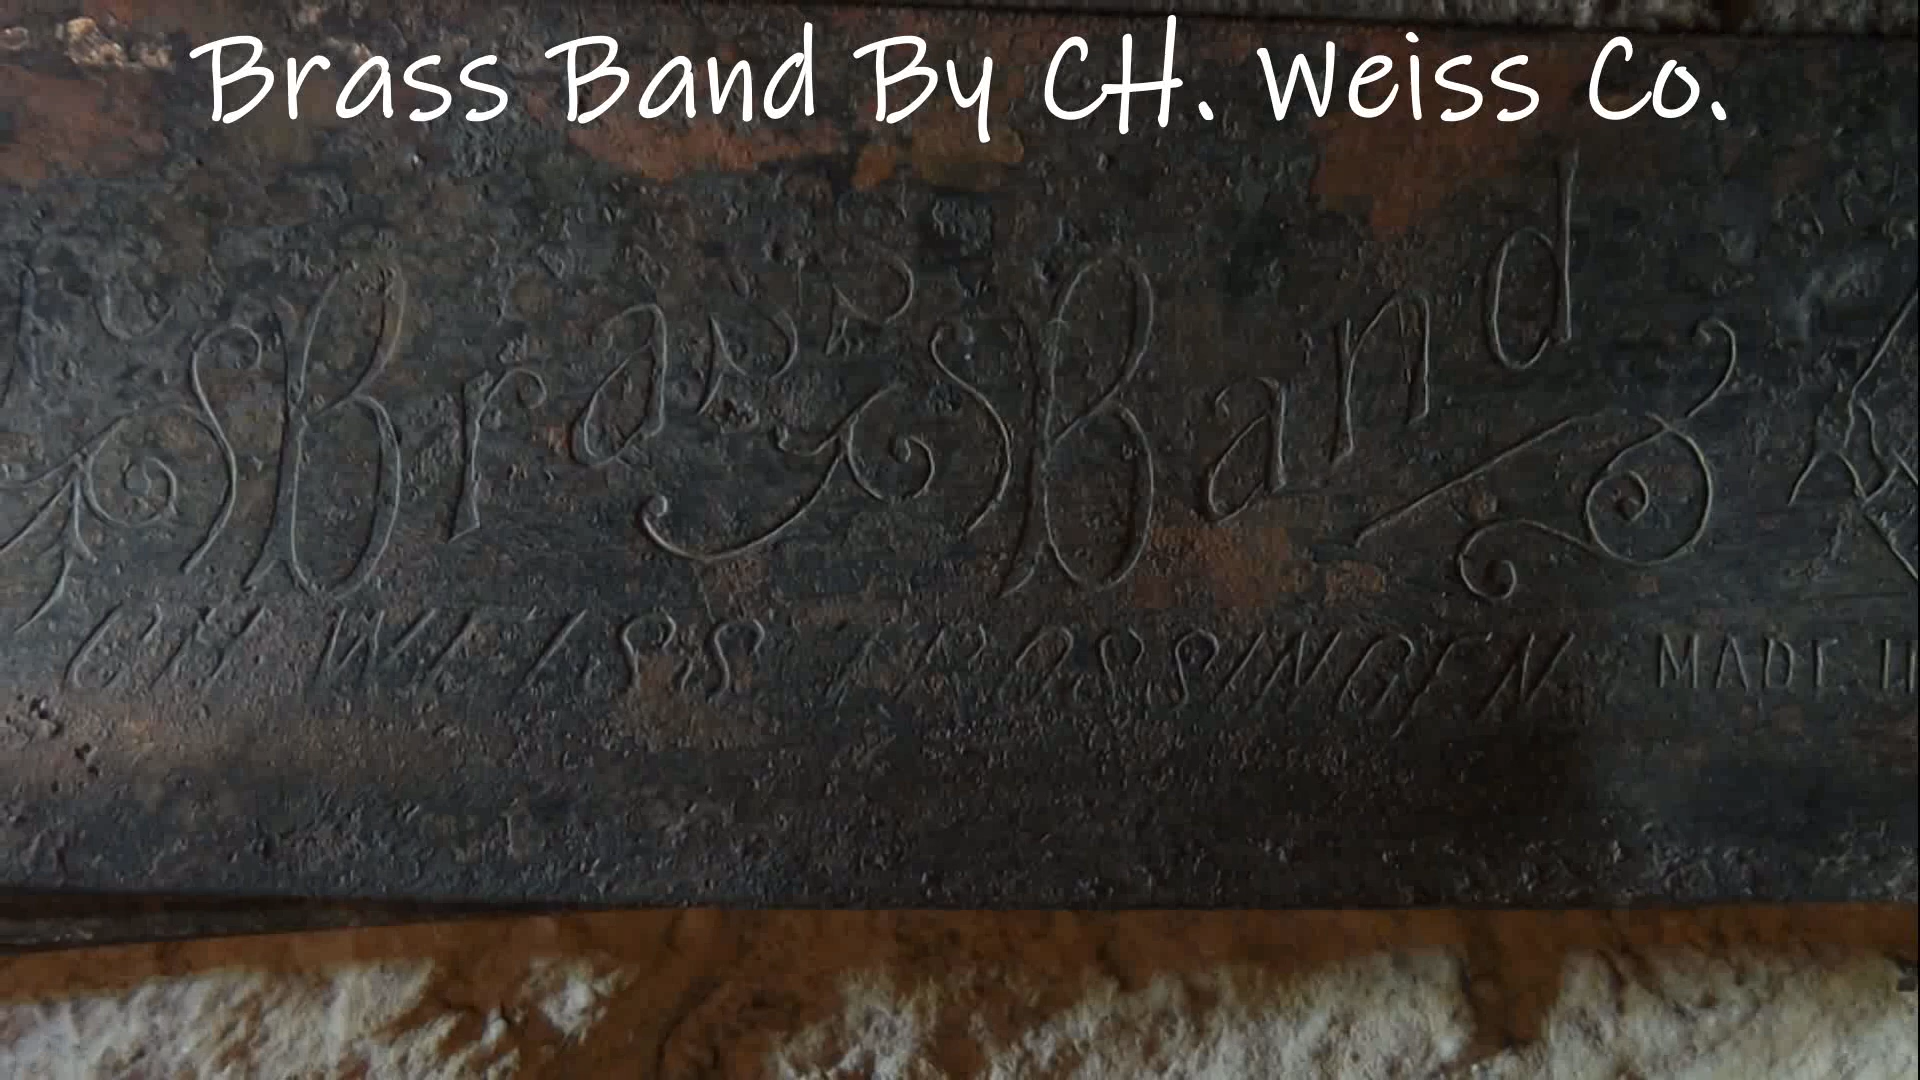 Brass Band By CH. Weiss Co.
Brass Band
CH WEISS TROSSINGEN MADE